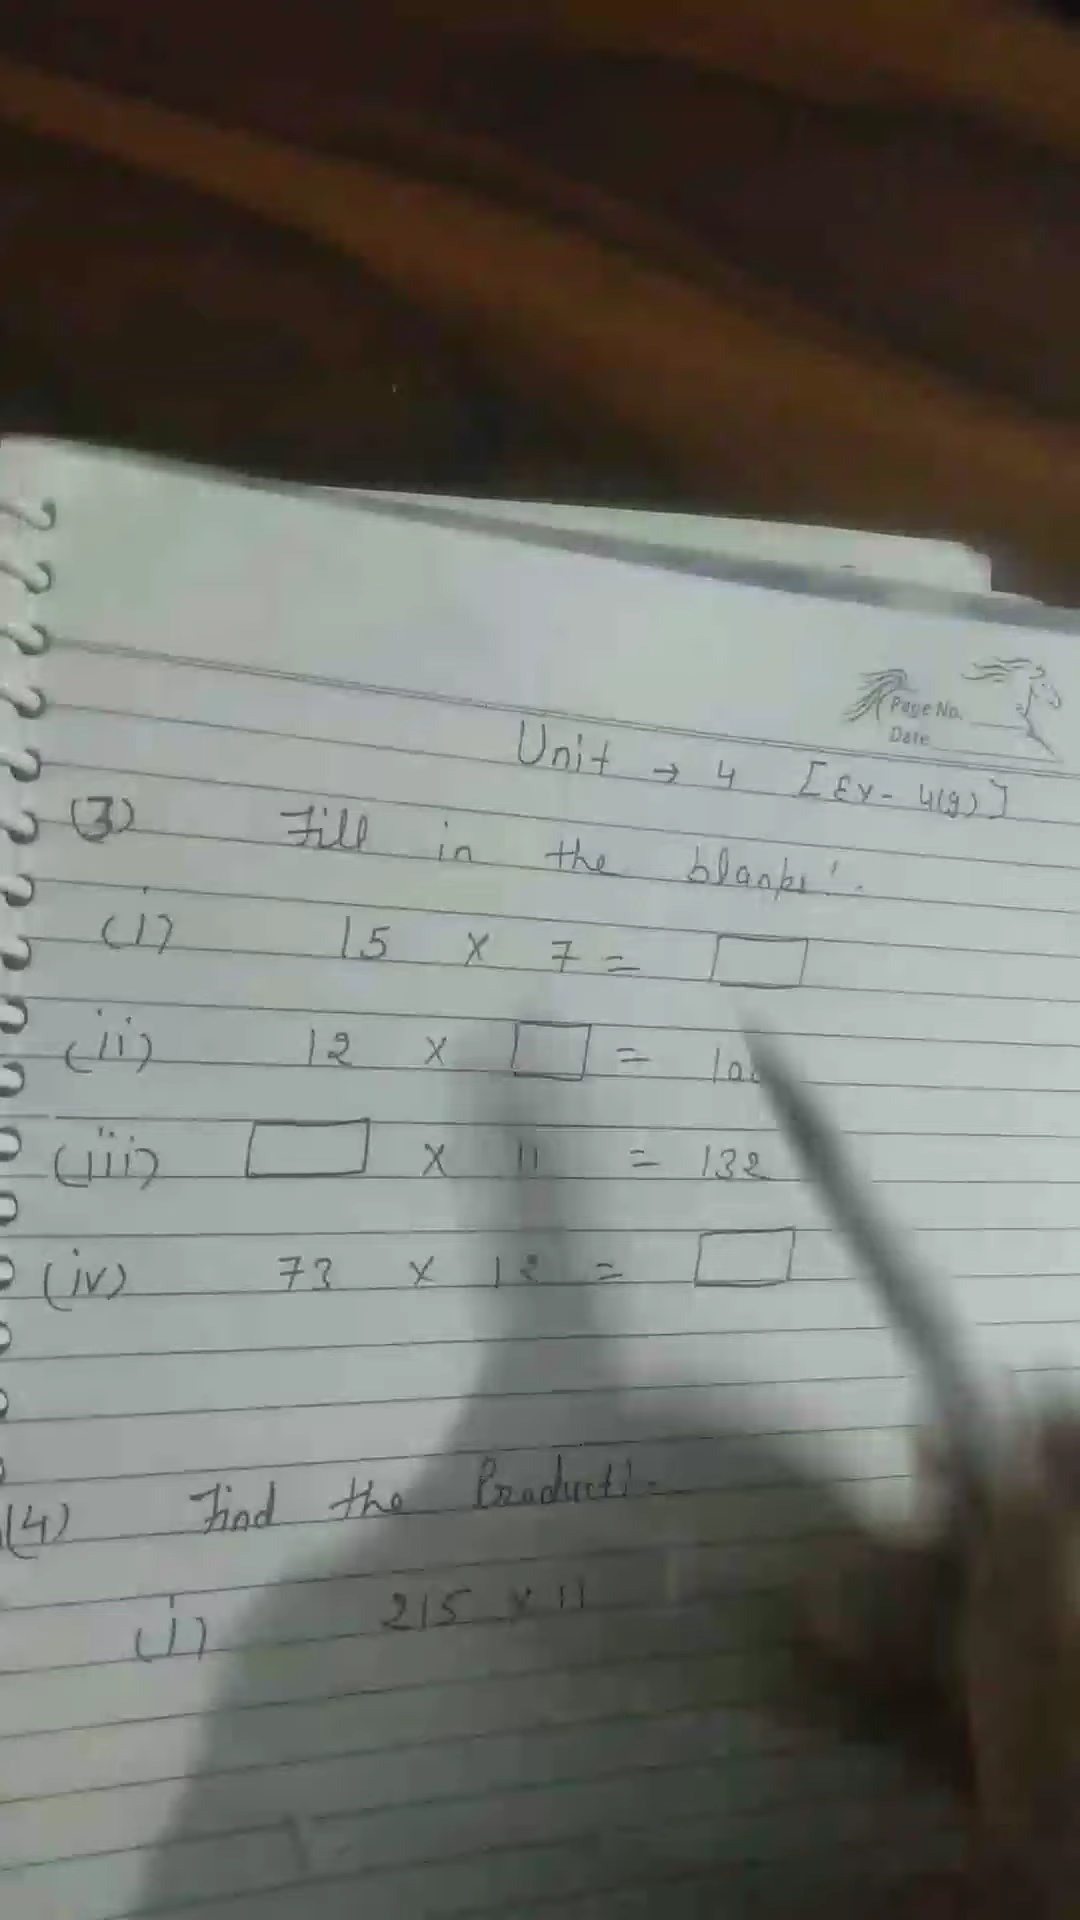 Page No.
Date
Unit → 4 [Ex- 4(g)]
(3) Fill in the blanks:-
(i) 15 × 7 = 
(ii) 12 × =
(iii) × 11 = 132
(iv) 73 × 12 =
(4) Find the Product:-
(i) 215 × 11